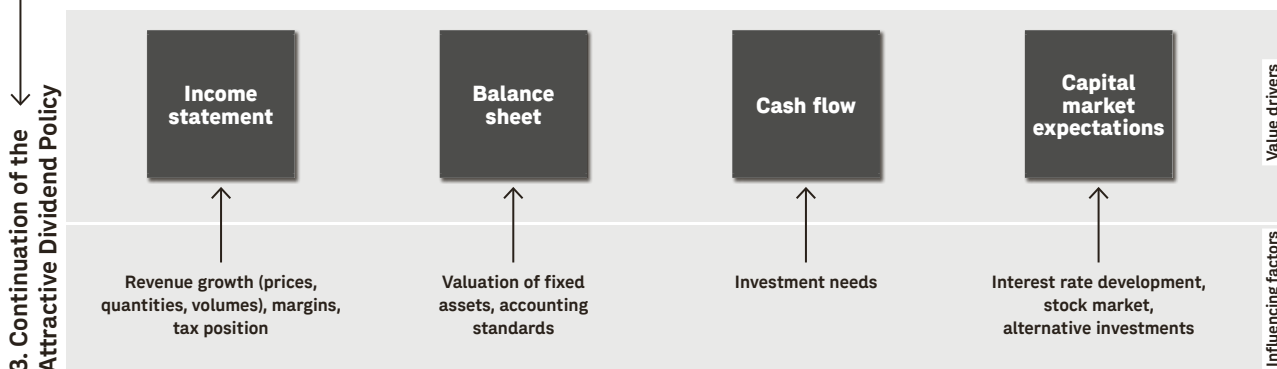 3. Continuation of the
Attractive Dividend Policy
Income
statement
Balance
sheet
Cash flow
Capital
market
expectations
Value drivers
Revenue growth (prices,
quantities, volumes), margins,
tax position
Valuation of fixed
assets, accounting
standards
Investment needs
Interest rate development,
stock market,
alternative investments
Influencing factors